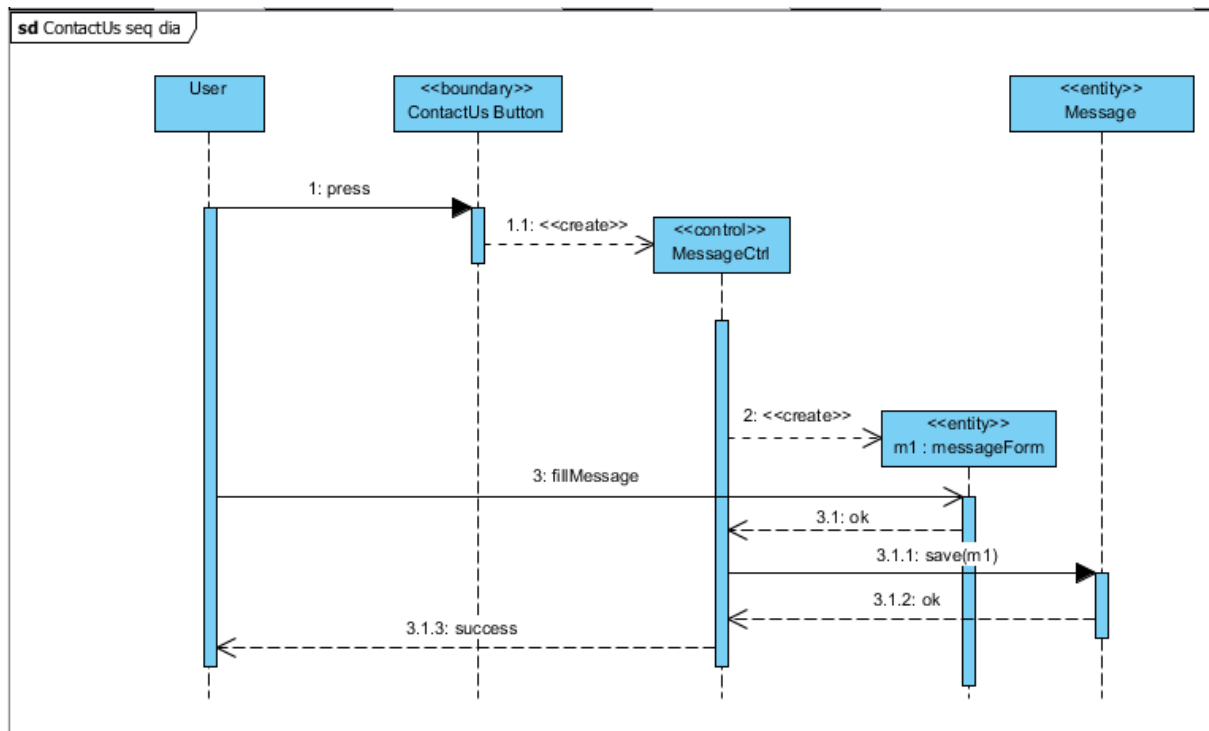 sd ContactUs seq dia
User
<<boundary>>
ContactUs Button
<<entity>>
Message
1: press
1.1: <<create>>
<<control>>
MessageCtrl
2: <<create>>
<<entity>>
m1 : messageForm
3: fillMessage
3.1: ok
3.1.1: save(m1)
3.1.2: ok
3.1.3: success